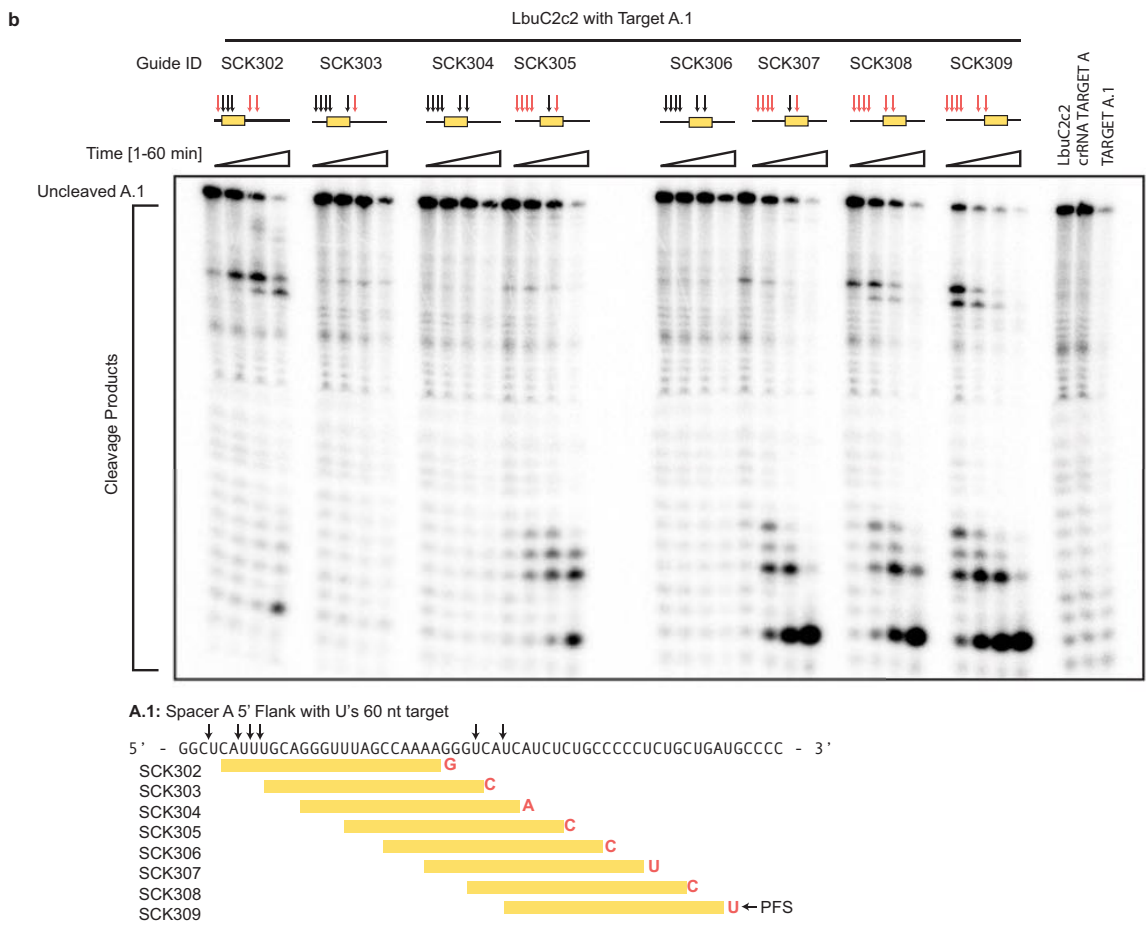 b
LbuC2c2 with Target A.1
Guide ID SCK302 SCK303 SCK304 SCK305 SCK306 SCK307 SCK308 SCK309
LbuC2c2
crRNA TARGET A
TARGET A.1
Time [1-60 min]
Uncleaved A.1
Cleavage Products
A.1: Spacer A 5’ Flank with U's 60 nt target
5' - GGCUCAUUUGCAGGGUUUAGCCAAAAGGGUCAUCAUCUCUGCCCCCUCUGCUGAUGCCCC - 3'
SCK302 G
SCK303 C
SCK304 A
SCK305 C
SCK306 C
SCK307 U
SCK308 C
SCK309 U PFS